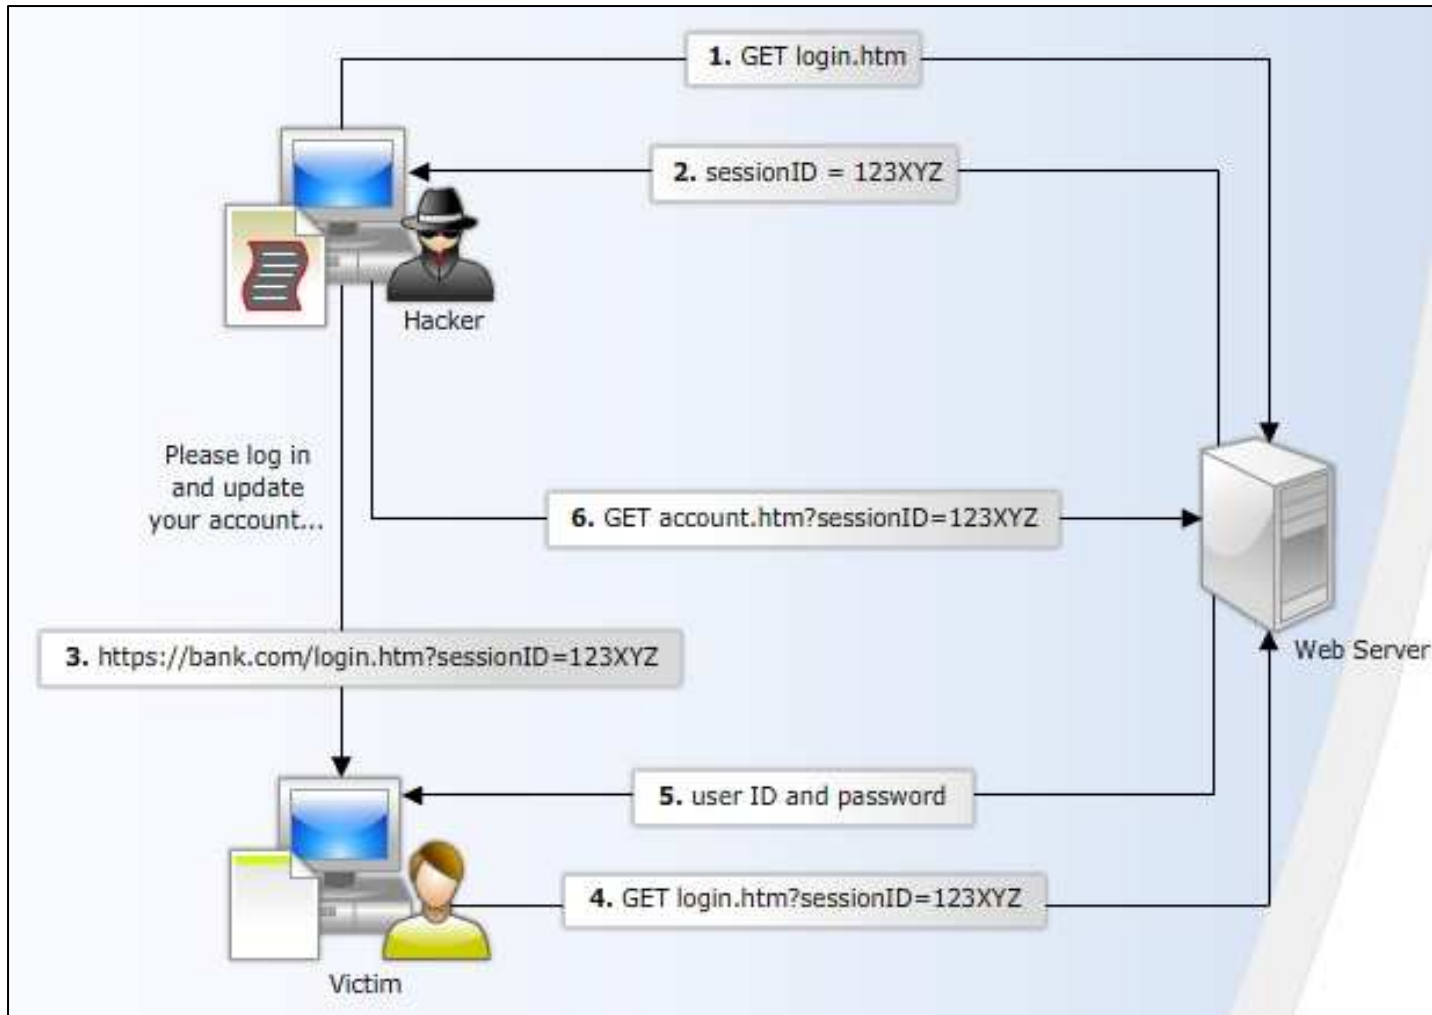 1. GET login.htm
2. sessionID = 123XYZ
Hacker
Please log in
and update
your account...
6. GET account.htm?sessionID=123XYZ
3. https://bank.com/login.htm?sessionID=123XYZ
Web Server
5. user ID and password
4. GET login.htm?sessionID=123XYZ
Victim